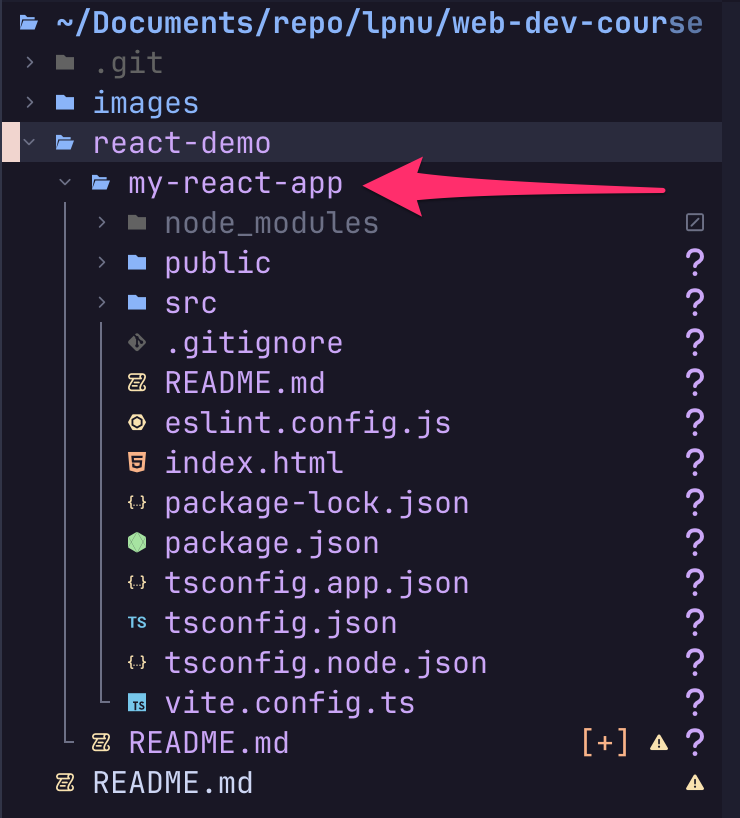 ~/Documents/repo/lpnu/web-dev-course
.git
images
react-demo
my-react-app
node_modules
public ?
src ?
.gitignore ?
README.md ?
eslint.config.js ?
index.html ?
{..} package-lock.json ?
package.json ?
{..} tsconfig.app.json ?
TS tsconfig.json ?
{..} tsconfig.node.json ?
TS vite.config.ts ?
README.md [+] ?
README.md